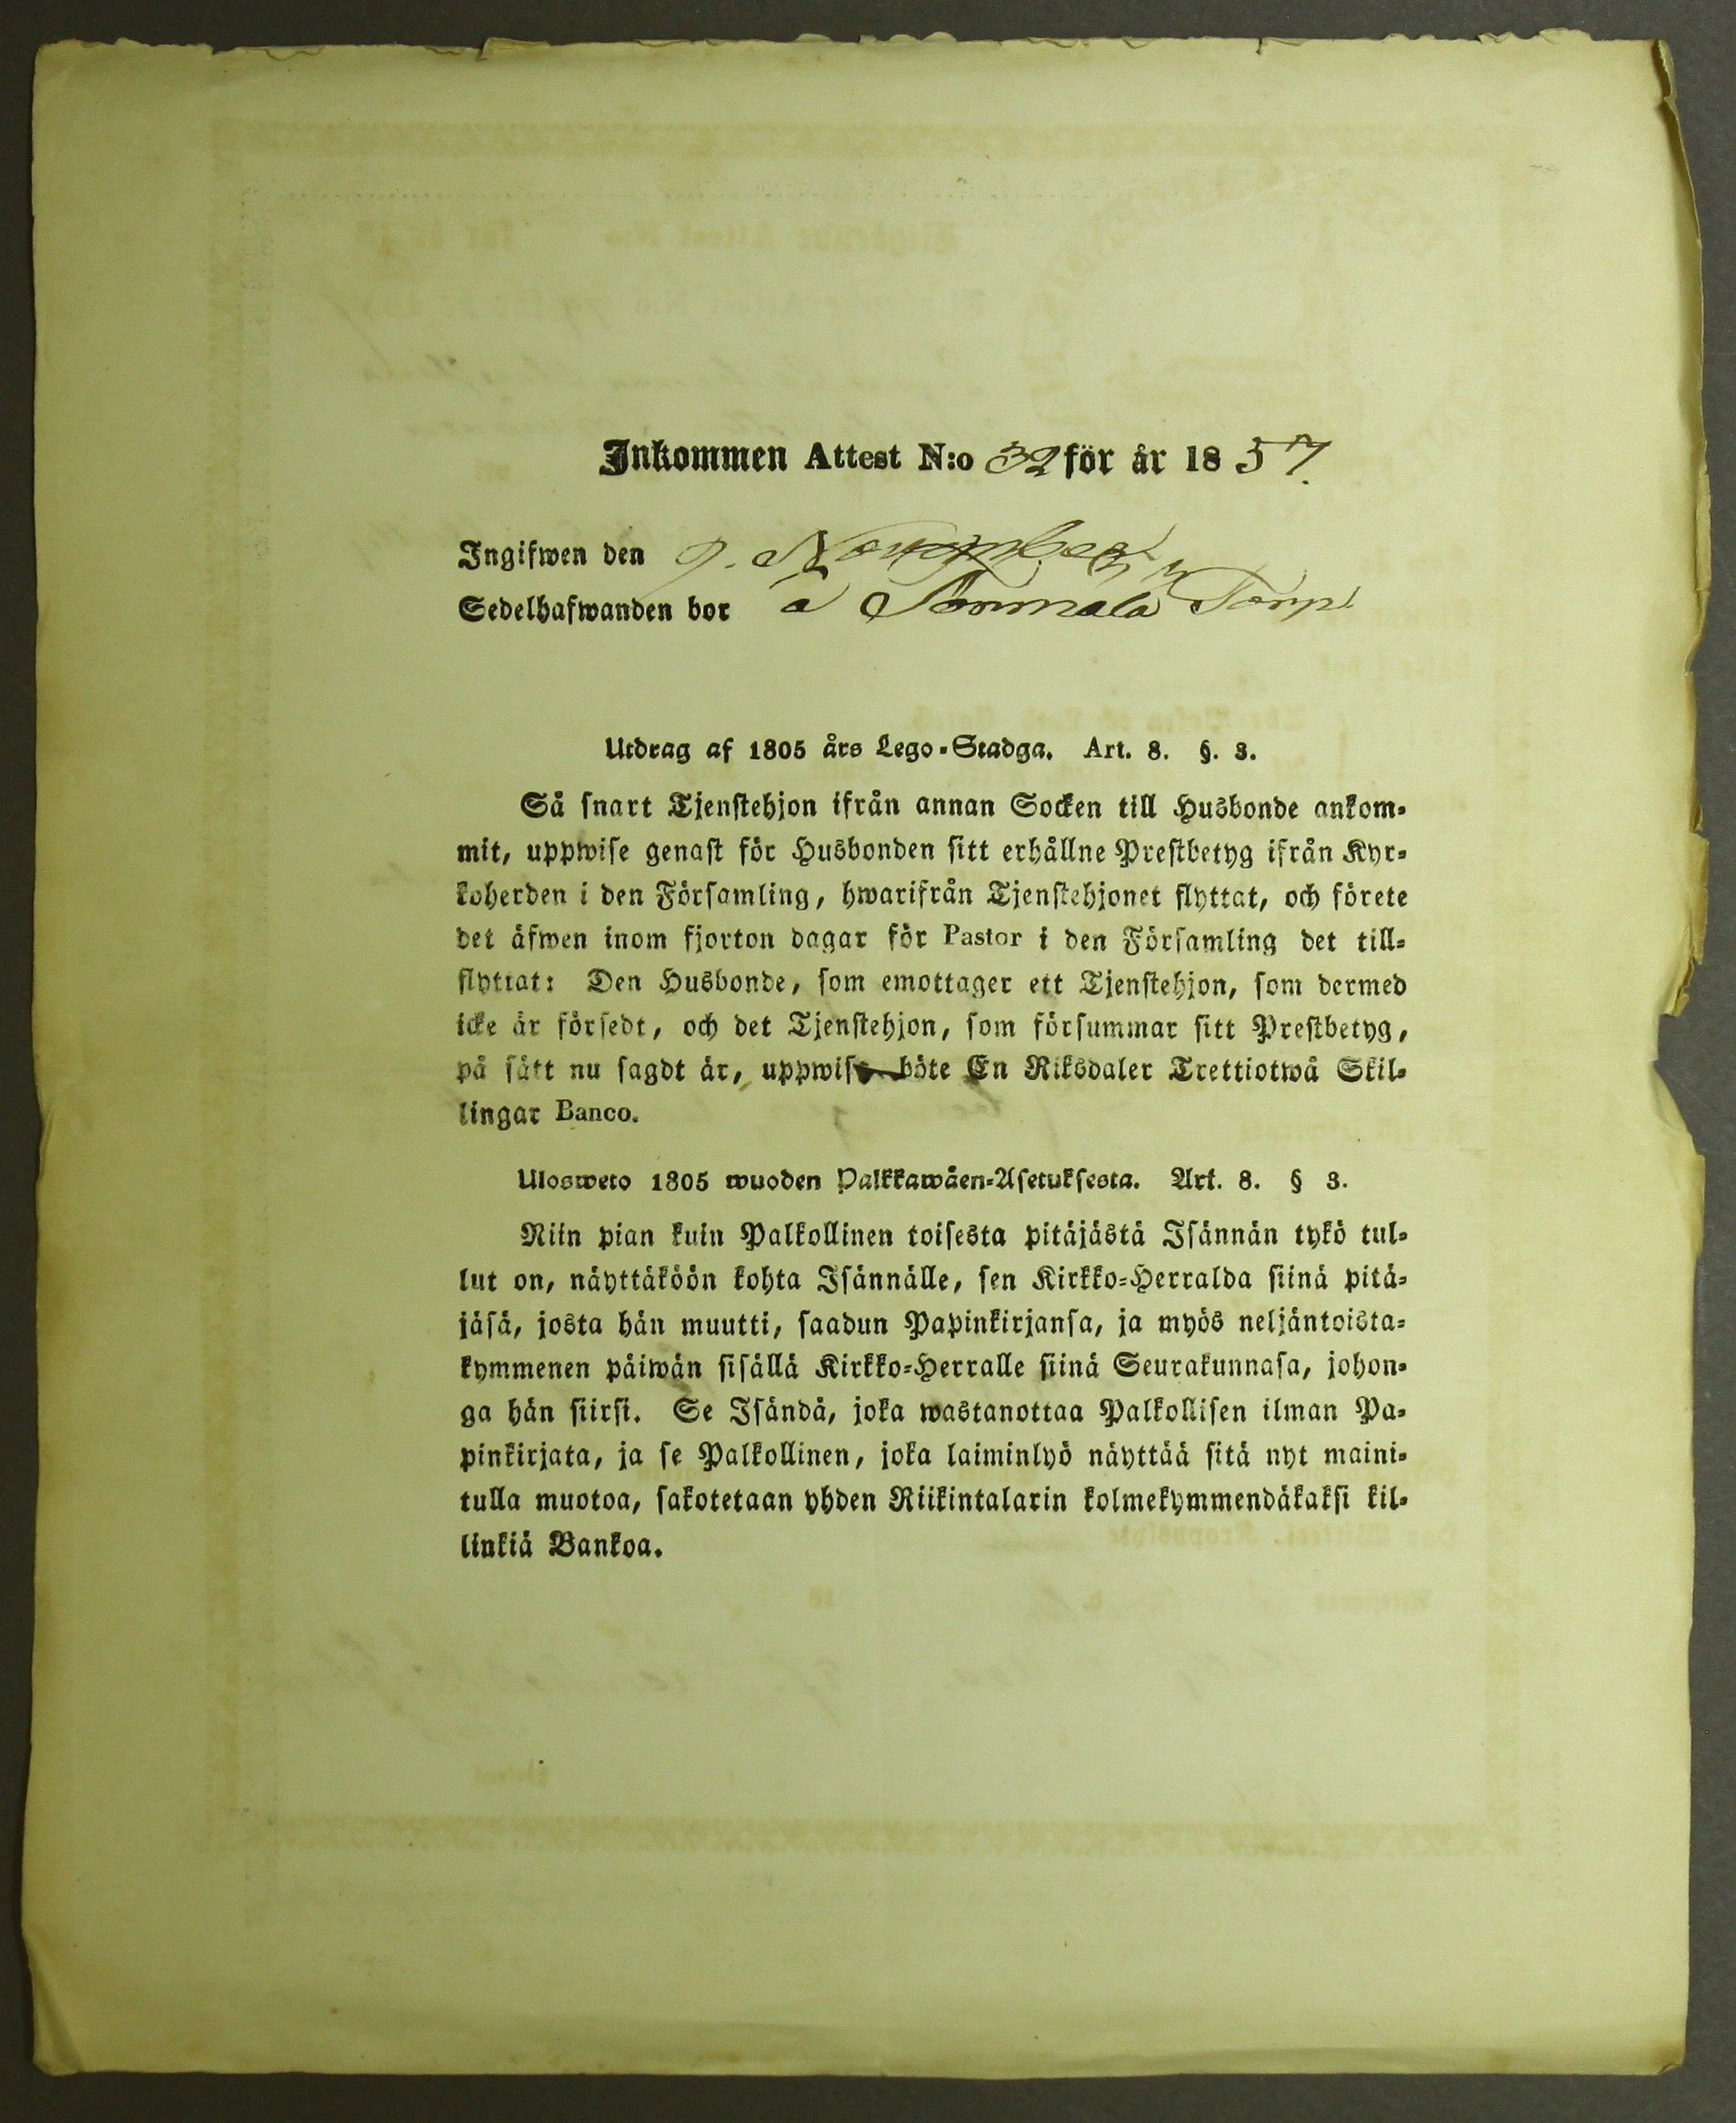 Inkommen Attest N:o 32 för år 1857.
Ingifwen den 9. November
Sedelhafwanden bor å Sommala Torp
Utdrag af 1805 års Lego-Stadga. Art. 8. §. 3.
Så snart Tjenstehjon ifrån annan Socken till Husbonde ankom-
mit, uppwise genast för Husbonden sitt erhållne Prestbetyg ifrån Kyr-
koherden i den Församling, hwarifrån Tjenstehjonet flyttat, och förete
det äfwen inom fjorton dagar för Pastor i den Församling det till-
flyttat: Den Husbonde, som emottager ett Tjenstehjon, som dermed
icke är försedt, och det Tjenstehjon, som försummar sitt Prestbetyg,
på sätt nu sagdt är, uppwisa böte En Riksdaler Trettiotwå Skil-
lingar Banco.
Ulosweto 1805 wuoden Palkkawäen-Asetuksesta. Art. 8. § 3.
Niin pian kuin Palkollinen toisesta pitäjästä Isännän tykö tul-
lut on, näyttäköön kohta Isännälle, sen Kirkko-Herralda siinä pitä-
jäsä, josta hän muutti, saadun Papinkirjansa, ja myös neljäntoista-
kymmenen päiwän sisällä Kirkko-Herralle siinä Seurakunnasa, johon-
ga hän siirsi. Se Isändä, joka wastanottaa Palkollisen ilman Pa-
pinkirjata, ja se Palkollinen, joka laiminlyö näyttää sitä nyt maini-
tulla muotoa, sakotetaan yhden Riikintalarin kolmekymmendäkaksi kil-
linkiä Bankoa.